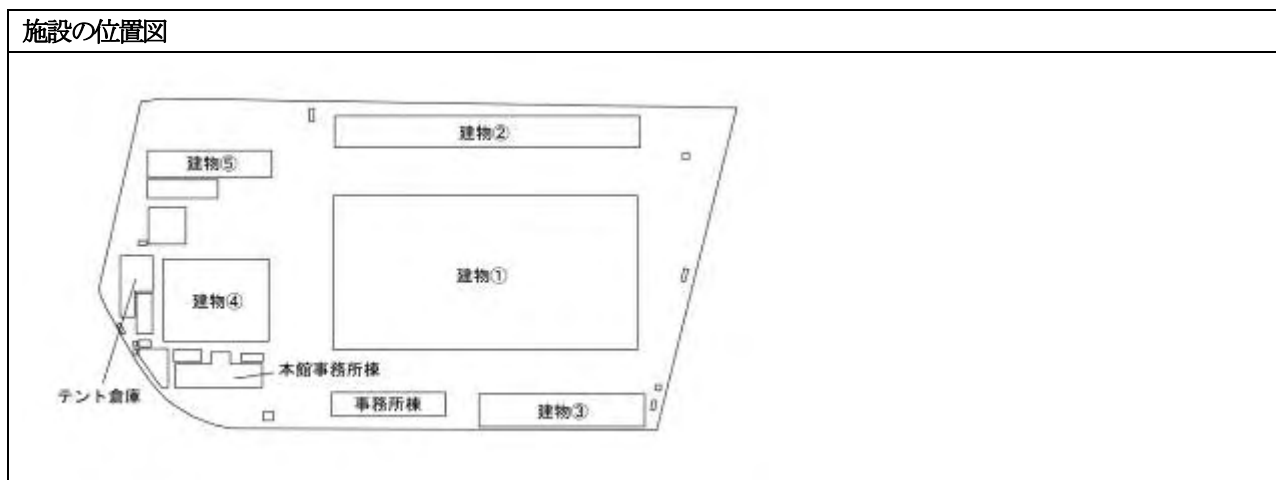 施設の位置図
建物②
建物⑤
建物①
建物④
本館事務所棟
テント倉庫
事務所棟
建物③